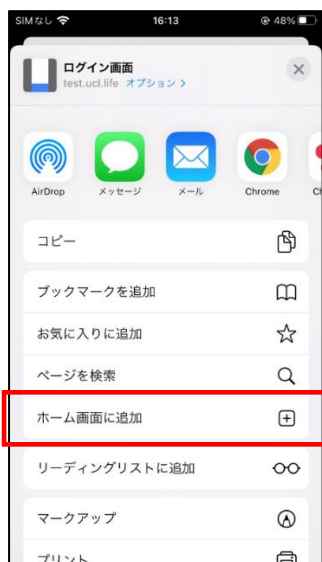 SIMなし 16:13 48%
ログイン画面
test.ucl.life オプション >
AirDrop メッセージ メール Chrome
コピー
ブックマークを追加
お気に入りに追加
ページを検索
ホーム画面に追加
リーディングリストに追加
マークアップ
プリント